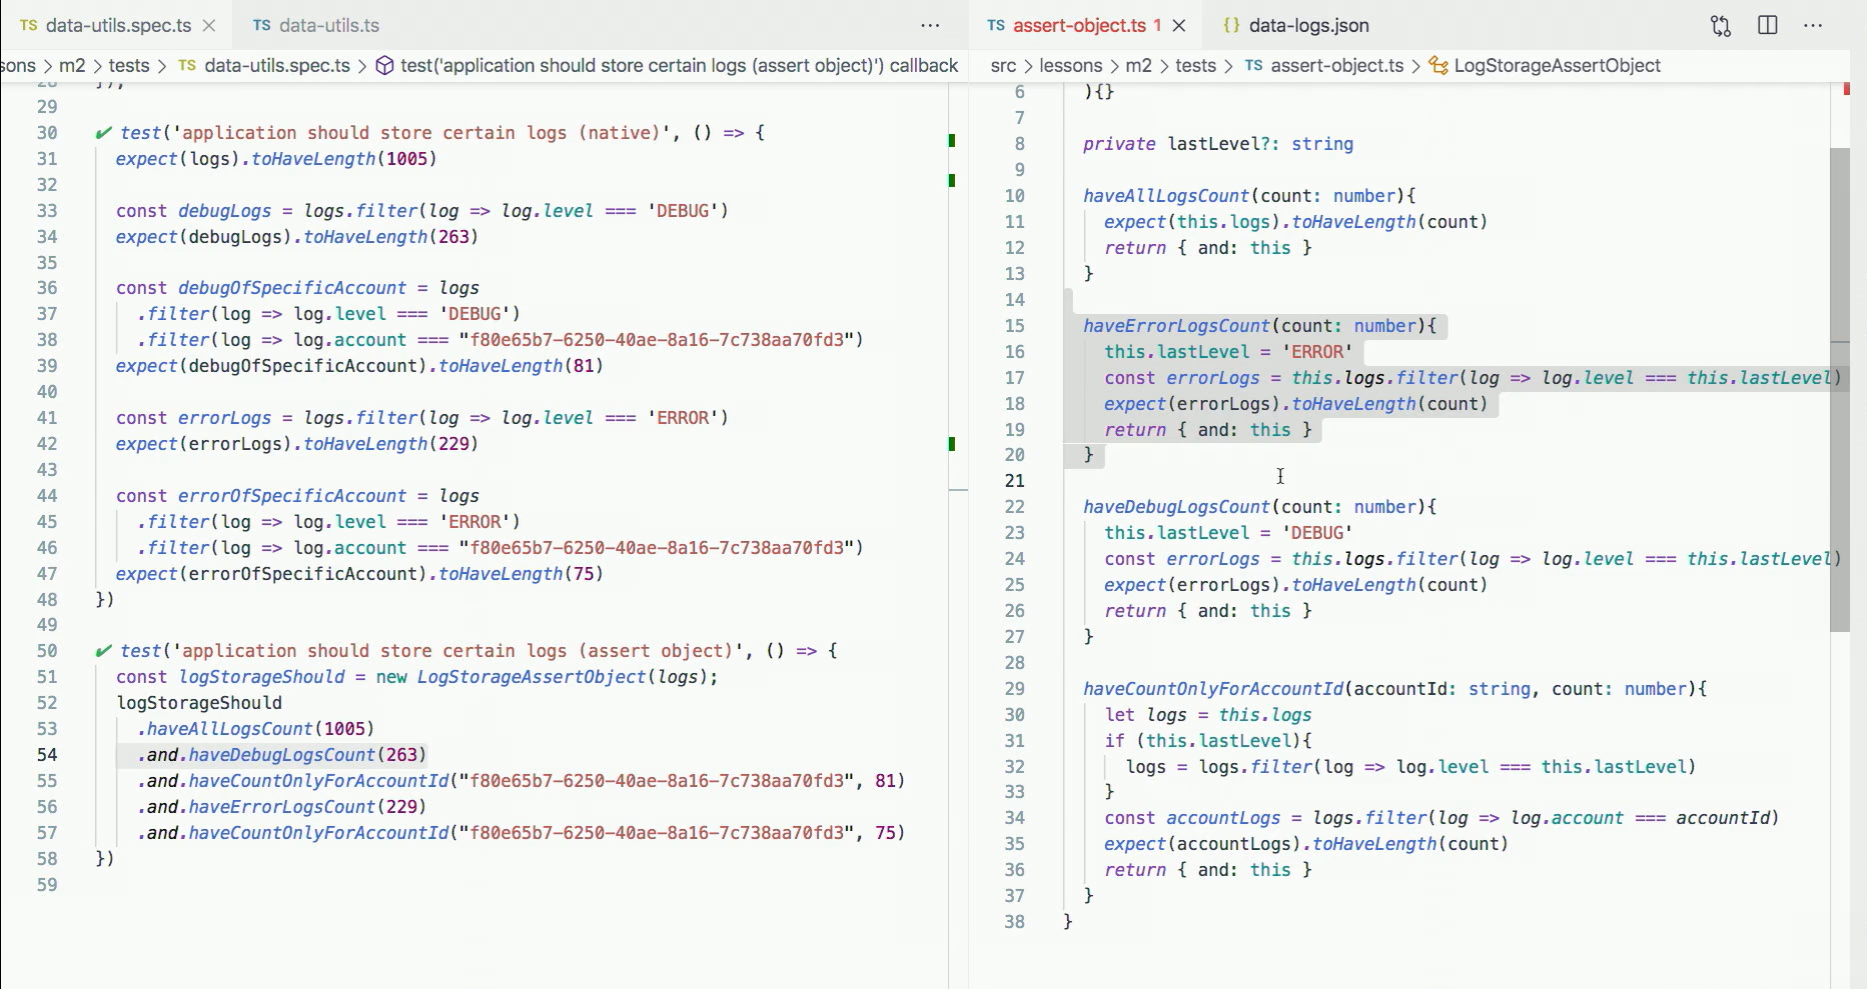 TS data-utils.spec.ts × TS data-utils.ts ···
sons > m2 > tests > TS data-utils.spec.ts > test('application should store certain logs (assert object)') callback
28 });
29
30 ✔ test('application should store certain logs (native)', () => {
31 expect(logs).toHaveLength(1005)
32
33 const debugLogs = logs.filter(log => log.level === 'DEBUG')
34 expect(debugLogs).toHaveLength(263)
35
36 const debugOfSpecificAccount = logs
37 .filter(log => log.level === 'DEBUG')
38 .filter(log => log.account === "f80e65b7-6250-40ae-8a16-7c738aa70fd3")
39 expect(debugOfSpecificAccount).toHaveLength(81)
40
41 const errorLogs = logs.filter(log => log.level === 'ERROR')
42 expect(errorLogs).toHaveLength(229)
43
44 const errorOfSpecificAccount = logs
45 .filter(log => log.level === 'ERROR')
46 .filter(log => log.account === "f80e65b7-6250-40ae-8a16-7c738aa70fd3")
47 expect(errorOfSpecificAccount).toHaveLength(75)
48 })
49
50 ✔ test('application should store certain logs (assert object)', () => {
51 const logStorageShould = new LogStorageAssertObject(logs);
52 logStorageShould
53 .haveAllLogsCount(1005)
54 .and.haveDebugLogsCount(263)
55 .and.haveCountOnlyForAccountId("f80e65b7-6250-40ae-8a16-7c738aa70fd3", 81)
56 .and.haveErrorLogsCount(229)
57 .and.haveCountOnlyForAccountId("f80e65b7-6250-40ae-8a16-7c738aa70fd3", 75)
58 })
59
TS assert-object.ts 1 × {} data-logs.json ···
src > lessons > m2 > tests > TS assert-object.ts > LogStorageAssertObject
6 ){}
7
8 private lastLevel?: string
9
10 haveAllLogsCount(count: number){
11 expect(this.logs).toHaveLength(count)
12 return { and: this }
13 }
14
15 haveErrorLogsCount(count: number){
16 this.lastLevel = 'ERROR'
17 const errorLogs = this.logs.filter(log => log.level === this.lastLevel)
18 expect(errorLogs).toHaveLength(count)
19 return { and: this }
20 }
21
22 haveDebugLogsCount(count: number){
23 this.lastLevel = 'DEBUG'
24 const errorLogs = this.logs.filter(log => log.level === this.lastLevel)
25 expect(errorLogs).toHaveLength(count)
26 return { and: this }
27 }
28
29 haveCountOnlyForAccountId(accountId: string, count: number){
30 let logs = this.logs
31 if (this.lastLevel){
32 logs = logs.filter(log => log.level === this.lastLevel)
33 }
34 const accountLogs = logs.filter(log => log.account === accountId)
35 expect(accountLogs).toHaveLength(count)
36 return { and: this }
37 }
38 }